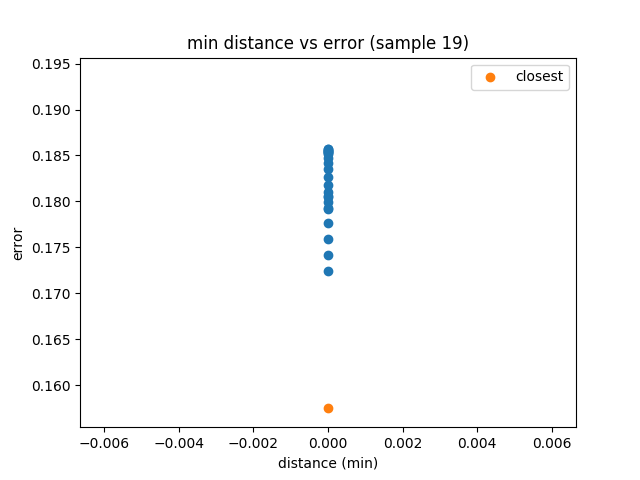 min distance vs error (sample 19)
closest
0.195
0.190
0.185
0.180
0.175
0.170
0.165
0.160
error
−0.006 −0.004 −0.002 0.000 0.002 0.004 0.006
distance (min)